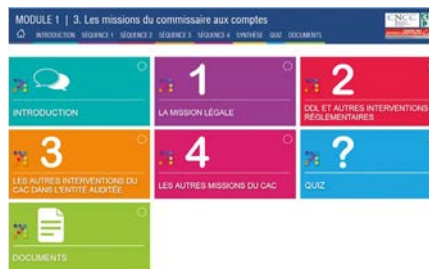 MODULE 1 | 3. Les missions du commissaire aux comptes
CNCC
INTRODUCTION SÉQUENCE 1 SÉQUENCE 2 SÉQUENCE 3 SÉQUENCE 4 SYNTHÈSE QUIZ DOCUMENTS
INTRODUCTION
1
LA MISSION LÉGALE
2
DDL ET AUTRES INTERVENTIONS
RÉGLEMENTAIRES
3
LES AUTRES INTERVENTIONS DU
CAC DANS L'ENTITÉ AUDITÉE
4
LES AUTRES MISSIONS DU CAC
?
QUIZ
DOCUMENTS